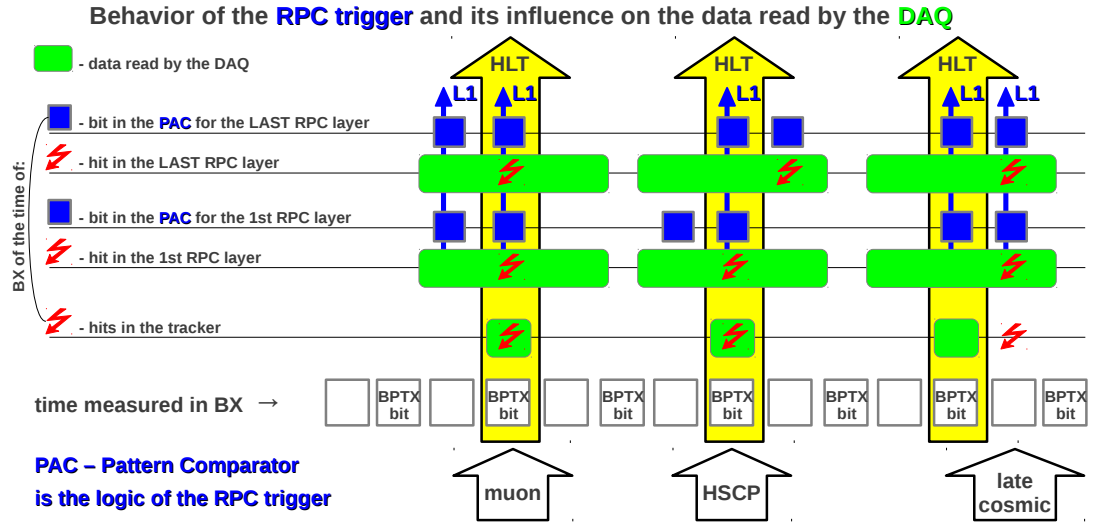 Behavior of the RPC trigger and its influence on the data read by the DAQ
HLT HLT HLT
- data read by the DAQ
L1 L1 L1 L1 L1
- bit in the PAC for the LAST RPC layer
- hit in the LAST RPC layer
BX of the time of:
- bit in the PAC for the 1st RPC layer
- hit in the 1st RPC layer
- hits in the tracker
time measured in BX →
BPTX bit
BPTX bit
BPTX bit
BPTX bit
BPTX bit
BPTX bit
BPTX bit
PAC – Pattern Comparator
is the logic of the RPC trigger
muon
HSCP
late
cosmic